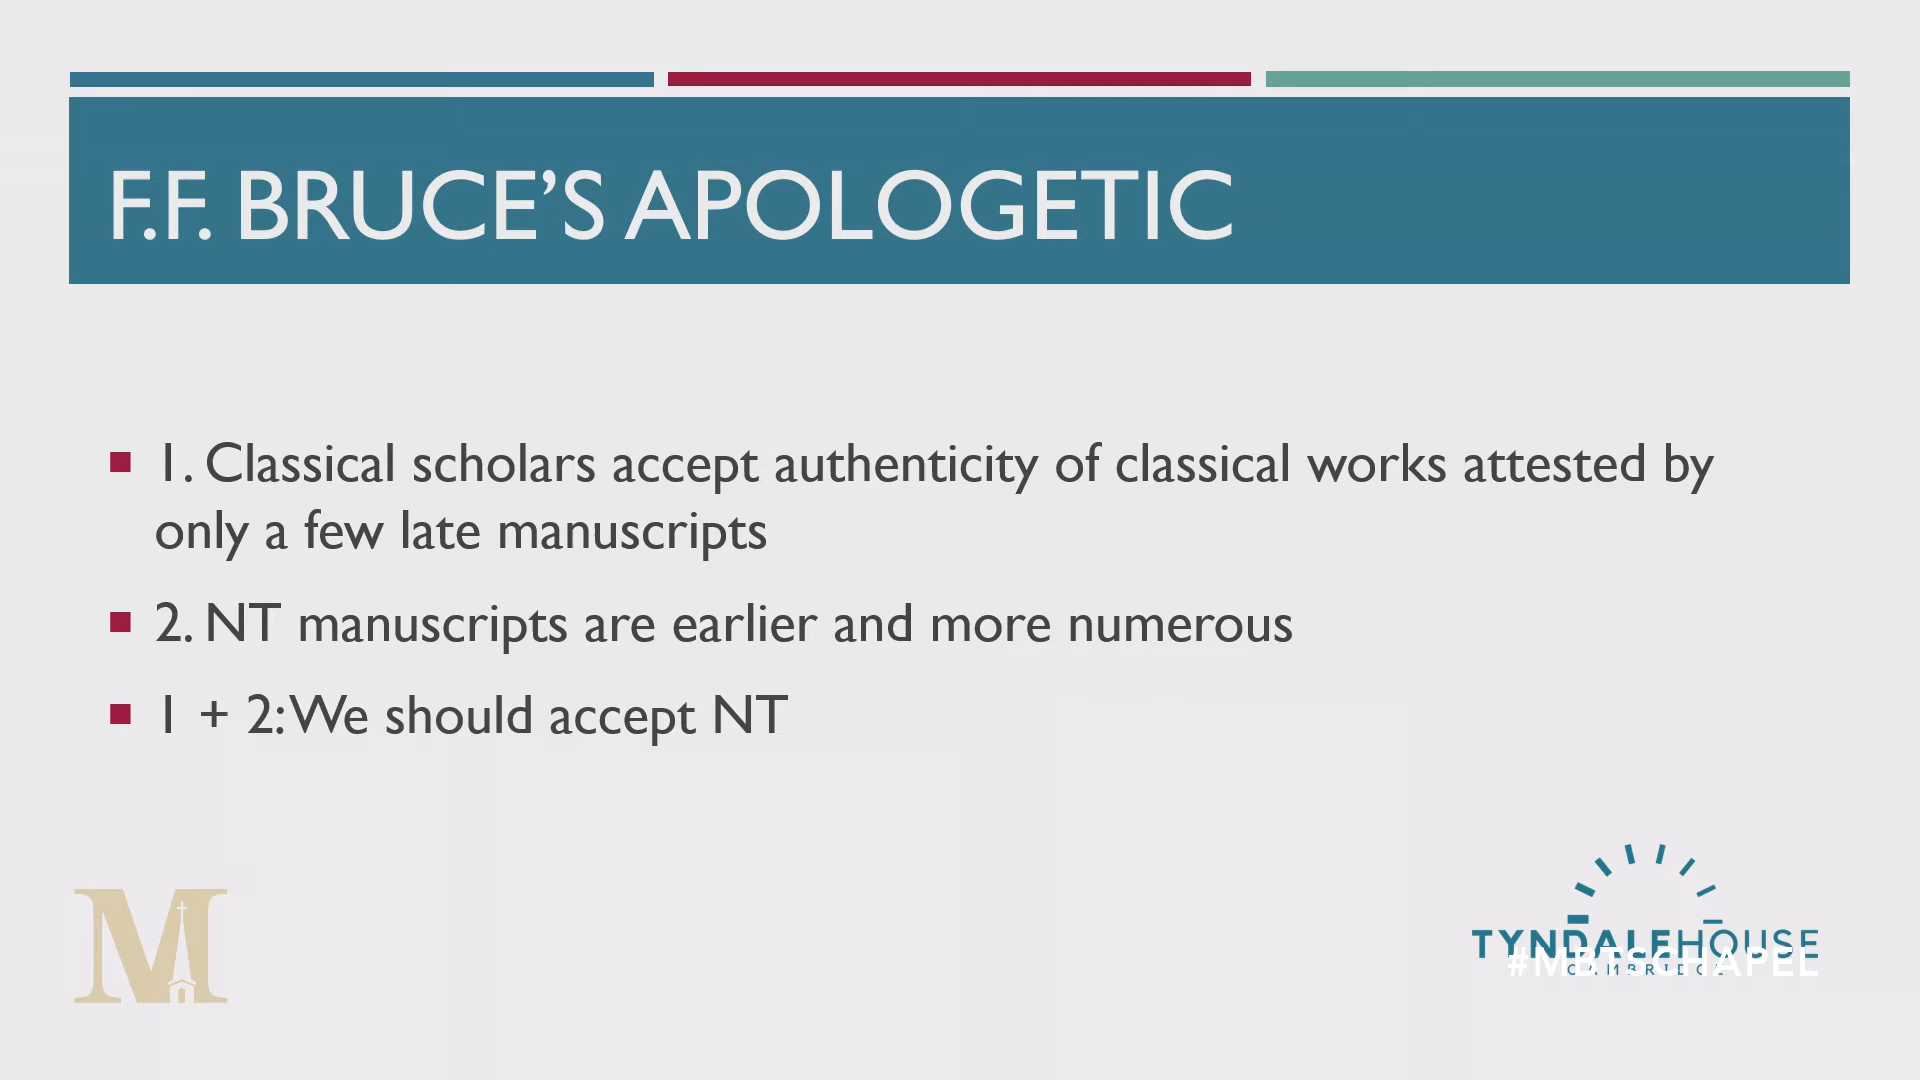 F.F. BRUCE’S APOLOGETIC
1. Classical scholars accept authenticity of classical works attested by
only a few late manuscripts
2. NT manuscripts are earlier and more numerous
1 + 2: We should accept NT
M
TYNDALEHOUSE
CAMBRIDGE
#MBTSCHAPEL